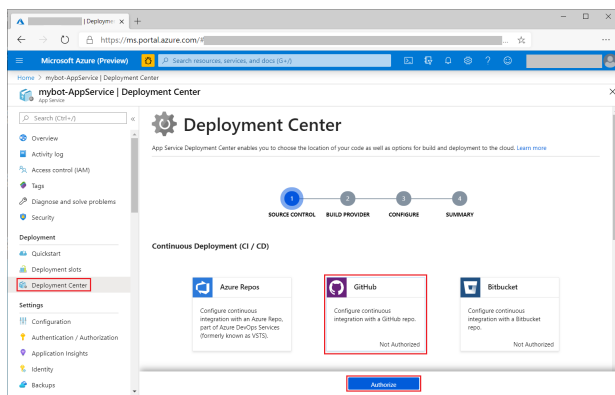 | Deployme
https://ms.portal.azure.com/#
...
Microsoft Azure (Preview)
Search resources, services, and docs (G+/)
Home > mybot-AppService | Deployment Center
mybot-AppService | Deployment Center
App Service
Search (Ctrl+/)
Overview
Activity log
Access control (IAM)
Tags
Diagnose and solve problems
Security
Deployment
Quickstart
Deployment slots
Deployment Center
Settings
Configuration
Authentication / Authorization
Application Insights
Identity
Backups
Deployment Center
App Service Deployment Center enables you to choose the location of your code as well as options for build and deployment to the cloud. Learn more
1
2
3
4
SOURCE CONTROL
BUILD PROVIDER
CONFIGURE
SUMMARY
Continuous Deployment (CI / CD)
Azure Repos
Configure continuous
integration with an Azure Repo,
part of Azure DevOps Services
(formerly known as VSTS).
GitHub
Configure continuous
integration with a GitHub repo.
Not Authorized
Bitbucket
Configure continuous
integration with a Bitbucket
repo.
Not Authorized
Authorize